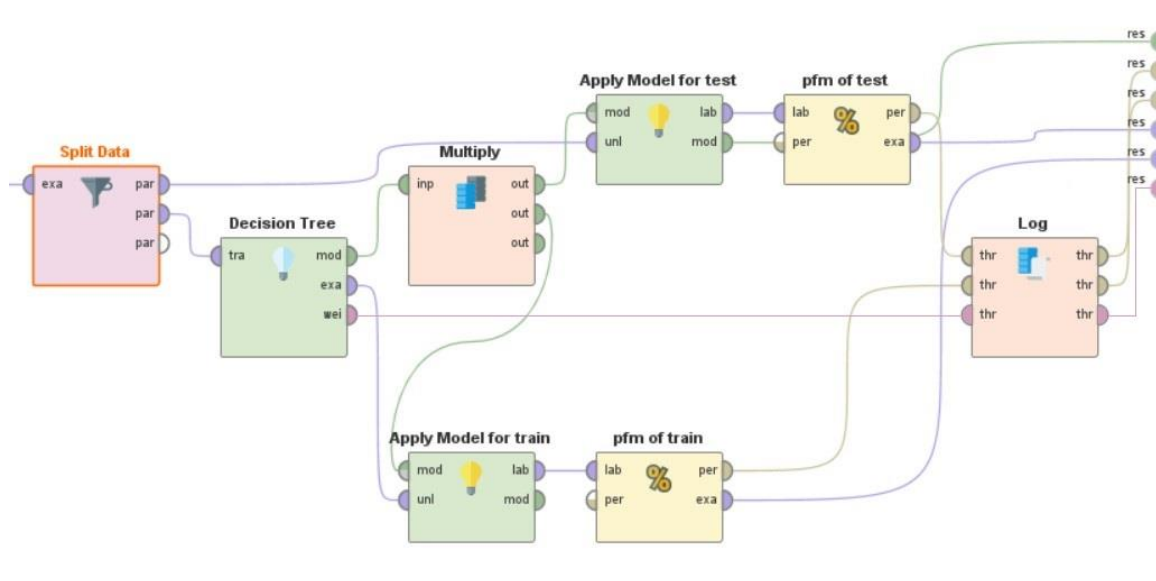 res
Apply Model for test pfm of test
res
mod lab lab per res
Split Data Multiply res
unl mod per exa
res
exa par inp out res
par Decision Tree out Log
par tra mod out thr thr
exa thr thr
wei thr thr
Apply Model for train pfm of train
mod lab lab per
unl mod per exa